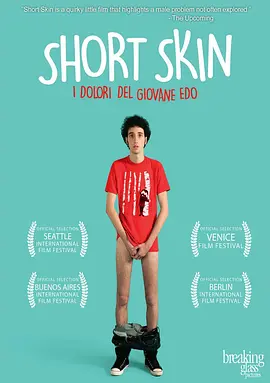 "Short Skin is a quirky little film that highlights a male problem not often explored."
-The Upcoming
SHORT SKIN
I DOLORI DEL GIOVANE EDO
OFFICIAL SELECTION
SEATTLE
INTERNATIONAL
FILM FESTIVAL
OFFICIAL SELECTION
VENICE
FILM FESTIVAL
OFFICIAL SELECTION
BUENOS AIRES
INTERNATIONAL
FILM FESTIVAL
OFFICIAL SELECTION
BERLIN
INTERNATIONAL
FILM FESTIVAL
breaking
glass
pictures